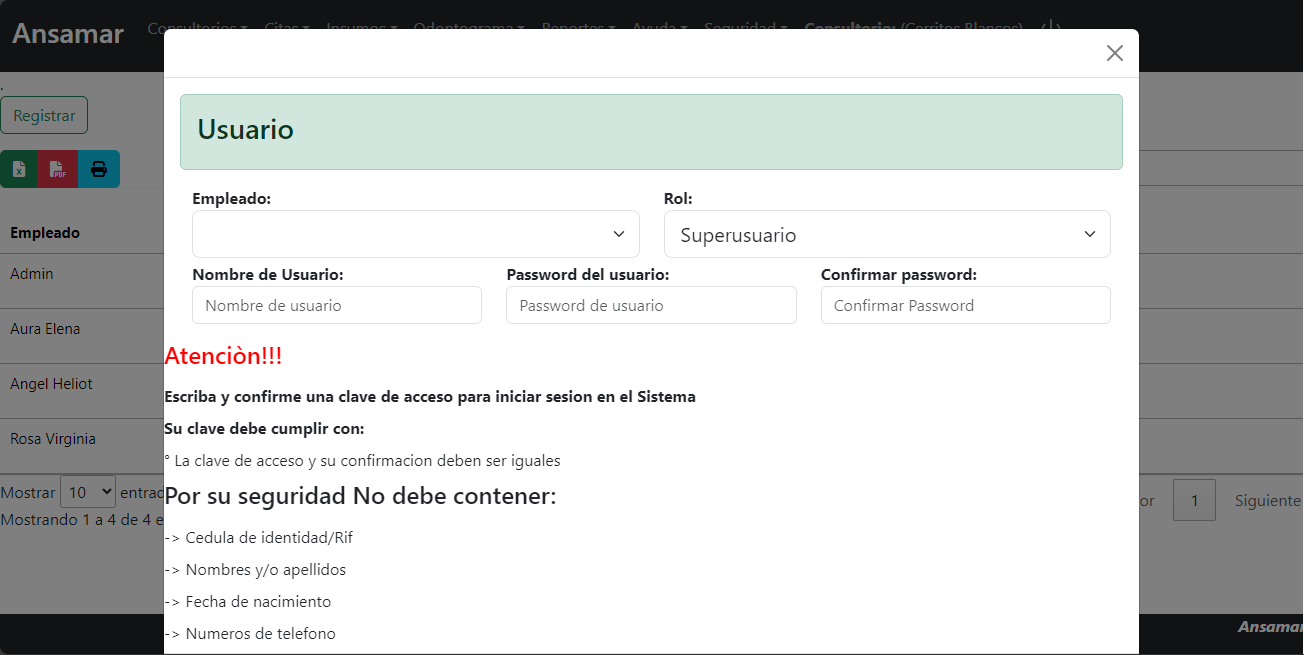 Ansamar
Consultorios Citas Insumos Odontograma Reportes Ayuda Seguridad Consultorio: (Cerritos Blancos)
.
Registrar
Usuario
Empleado: Rol:
Superusuario
Nombre de Usuario: Password del usuario: Confirmar password:
Nombre de usuario Password de usuario Confirmar Password
Empleado
Admin
Aura Elena
Angel Heliot
Rosa Virginia
Atenciòn!!!
Escriba y confirme una clave de acceso para iniciar sesion en el Sistema
Su clave debe cumplir con:
° La clave de acceso y su confirmacion deben ser iguales
Por su seguridad No debe contener:
-> Cedula de identidad/Rif
-> Nombres y/o apellidos
-> Fecha de nacimiento
-> Numeros de telefono
Mostrar 10 entrad
or 1 Siguiente
Mostrando 1 a 4 de 4 e
Ansamar